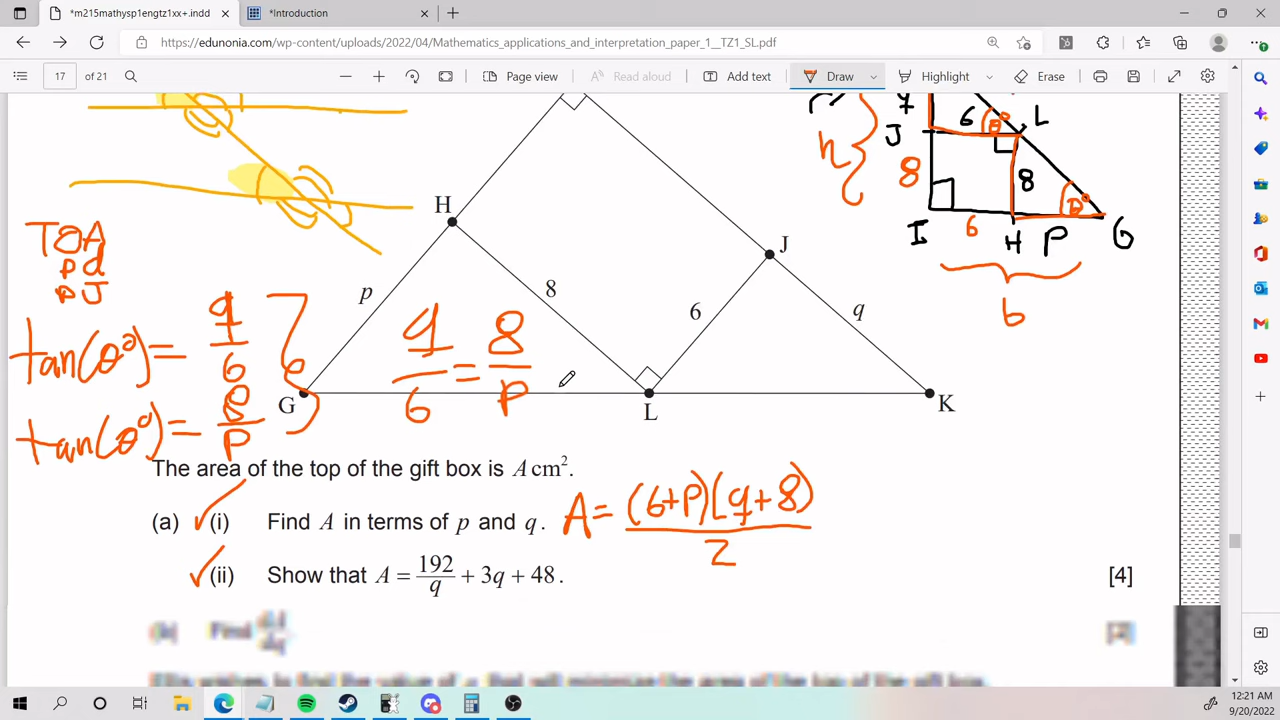 *m215mathysp1engtz1xx+.indd
*Introduction
https://edunonia.com/wp-content/uploads/2022/04/Mathematics_applications_and_interpretation_paper_1__TZ1_SL.pdf
17 of 21
Page view
Read aloud
Add text
Draw
Highlight
Erase
6 θ° L
J
h
8
8
θ°
I 6 H P G
b
H
J
p
8
6
q
G
L
K
TOA
P d
P J
tan(θ°) = q/6
tan(θ°) = 8/P
q/6 = 8/P
The area of the top of the gift box is A cm².
(a) (i) Find A in terms of p and q. A = (6+P)(q+8)/2
(ii) Show that A = 192/q + 3q + 48. [4]
(b) Find
12:21 AM
9/20/2022